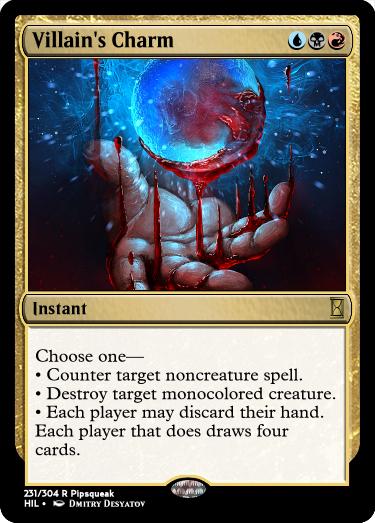 Villain's Charm
Instant
Choose one—
• Counter target noncreature spell.
• Destroy target monocolored creature.
• Each player may discard their hand.
Each player that does draws four
cards.
231/304 R Pipsqueak
HIL • Dmitry Desyatov